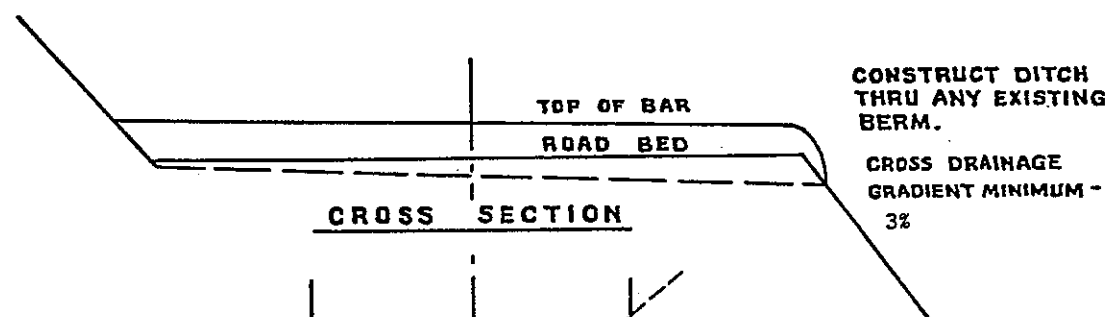 TOP OF BAR
ROAD BED
CROSS SECTION
CONSTRUCT DITCH
THRU ANY EXISTING
BERM.
CROSS DRAINAGE
GRADIENT MINIMUM -
3%